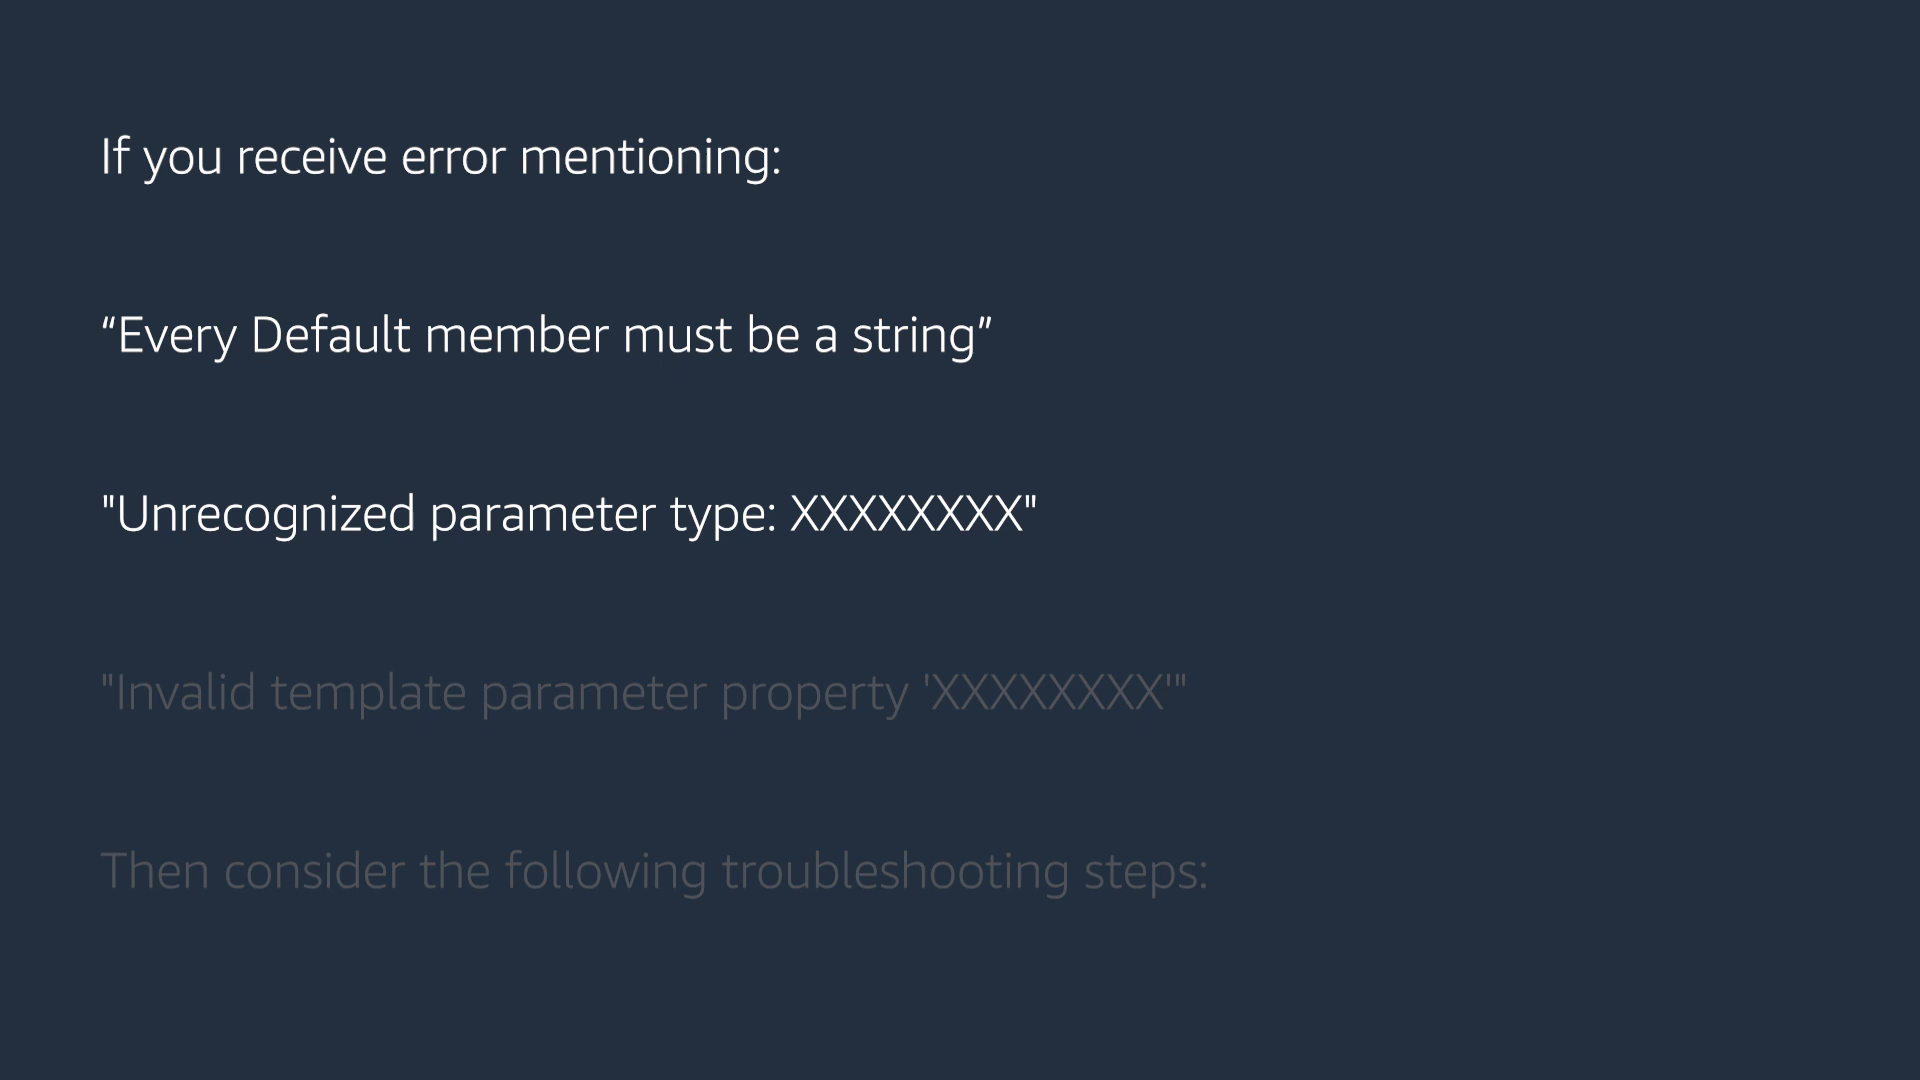 If you receive error mentioning:
“Every Default member must be a string”
"Unrecognized parameter type: XXXXXXXX"
"Invalid template parameter property 'XXXXXXXX'"
Then consider the following troubleshooting steps: